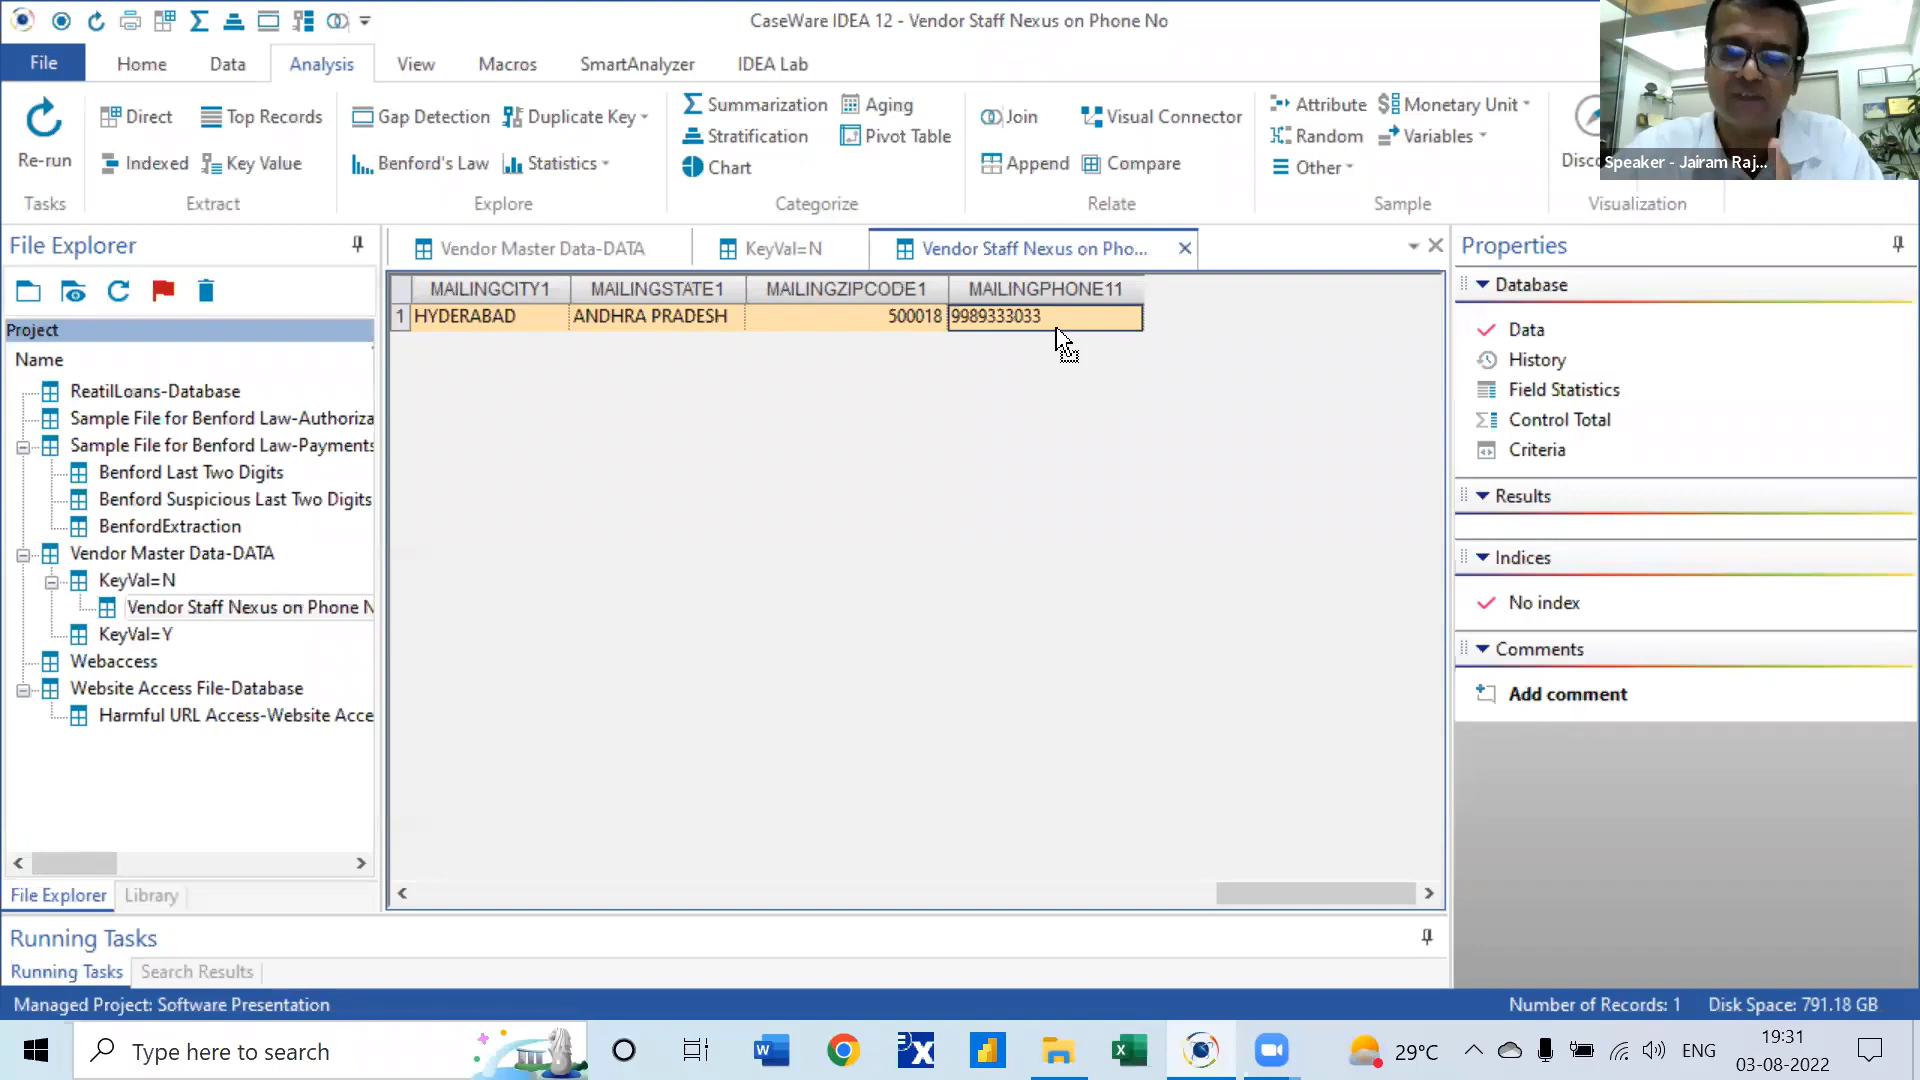 CaseWare IDEA 12 - Vendor Staff Nexus on Phone No
File Home Data Analysis View Macros SmartAnalyzer IDEA Lab
Re-run
Tasks
Direct Top Records
Indexed Key Value
Extract
Gap Detection Duplicate Key
Benford's Law Statistics
Explore
Summarization Aging
Stratification Pivot Table
Chart
Categorize
Join Visual Connector
Append Compare
Relate
Attribute Monetary Unit
Random Variables
Other
Sample
Visualization
Speaker - Jairam Raj...
File Explorer
Project
Name
ReatilLoans-Database
Sample File for Benford Law-Authoriza
Sample File for Benford Law-Payments
Benford Last Two Digits
Benford Suspicious Last Two Digits
BenfordExtraction
Vendor Master Data-DATA
KeyVal=N
Vendor Staff Nexus on Phone N
KeyVal=Y
Webaccess
Website Access File-Database
Harmful URL Access-Website Acce
File Explorer Library
Vendor Master Data-DATA KeyVal=N Vendor Staff Nexus on Pho...
MAILINGCITY1 MAILINGSTATE1 MAILINGZIPCODE1 MAILINGPHONE11
1 HYDERABAD ANDHRA PRADESH 500018 9989333033
Properties
Database
Data
History
Field Statistics
Control Total
Criteria
Results
Indices
No index
Comments
Add comment
Running Tasks
Running Tasks Search Results
Managed Project: Software Presentation Number of Records: 1 Disk Space: 791.18 GB
Type here to search
29°C ENG
19:31
03-08-2022